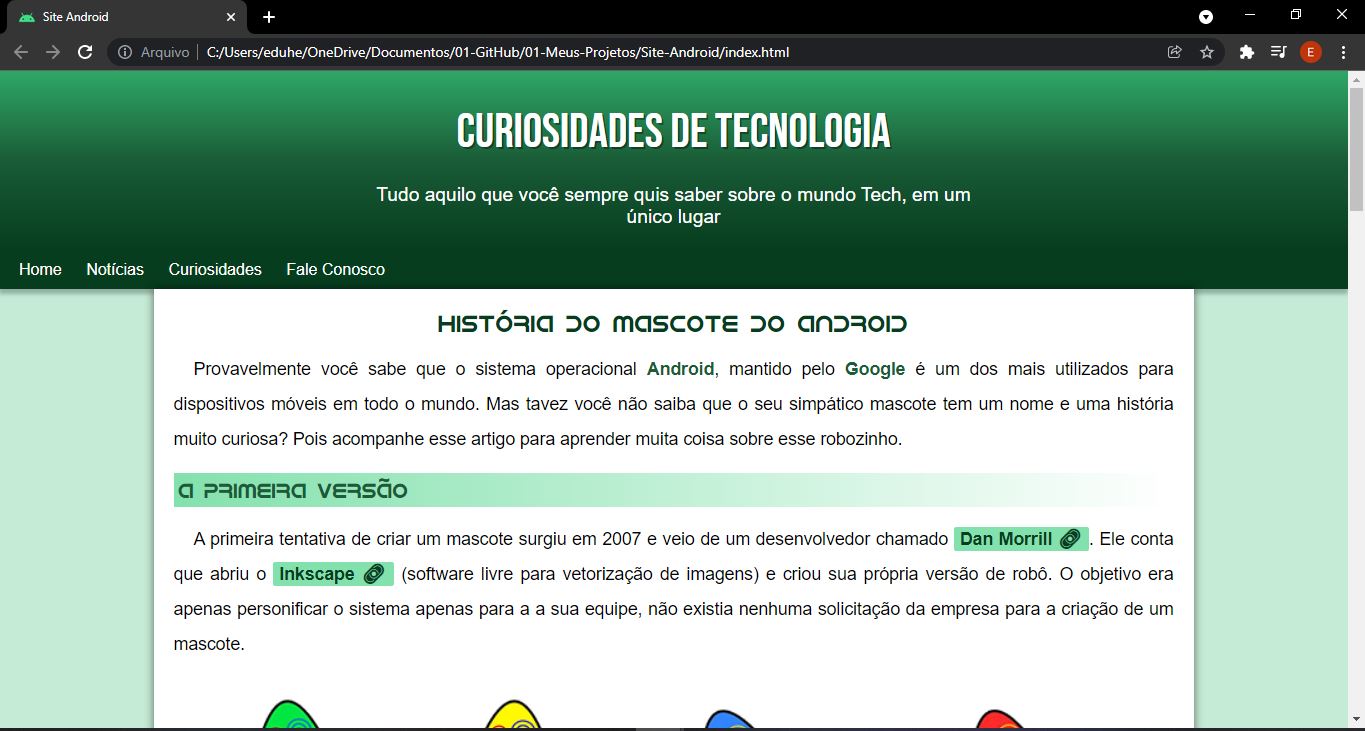 Site Android
Arquivo C:/Users/eduhe/OneDrive/Documentos/01-GitHub/01-Meus-Projetos/Site-Android/index.html
E
CURIOSIDADES DE TECNOLOGIA
Tudo aquilo que você sempre quis saber sobre o mundo Tech, em um
único lugar
Home Notícias Curiosidades Fale Conosco
HISTÓRIA DO MASCOTE DO ANDROID
Provavelmente você sabe que o sistema operacional Android, mantido pelo Google é um dos mais utilizados para
dispositivos móveis em todo o mundo. Mas tavez você não saiba que o seu simpático mascote tem um nome e uma história
muito curiosa? Pois acompanhe esse artigo para aprender muita coisa sobre esse robozinho.
A PRIMEIRA VERSÃO
A primeira tentativa de criar um mascote surgiu em 2007 e veio de um desenvolvedor chamado Dan Morrill . Ele conta
que abriu o Inkscape (software livre para vetorização de imagens) e criou sua própria versão de robô. O objetivo era
apenas personificar o sistema apenas para a a sua equipe, não existia nenhuma solicitação da empresa para a criação de um
mascote.